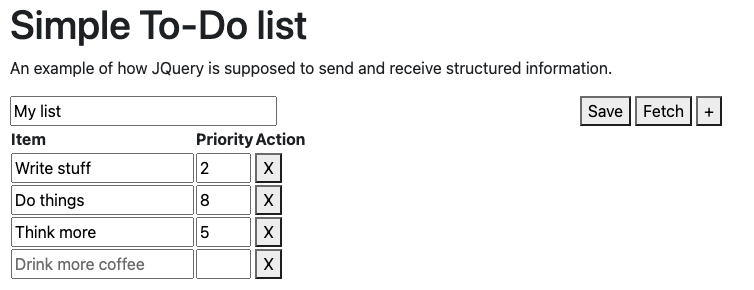 Simple To-Do list
An example of how JQuery is supposed to send and receive structured information.
My list Save Fetch +
Item Priority Action
Write stuff 2 X
Do things 8 X
Think more 5 X
Drink more coffee X